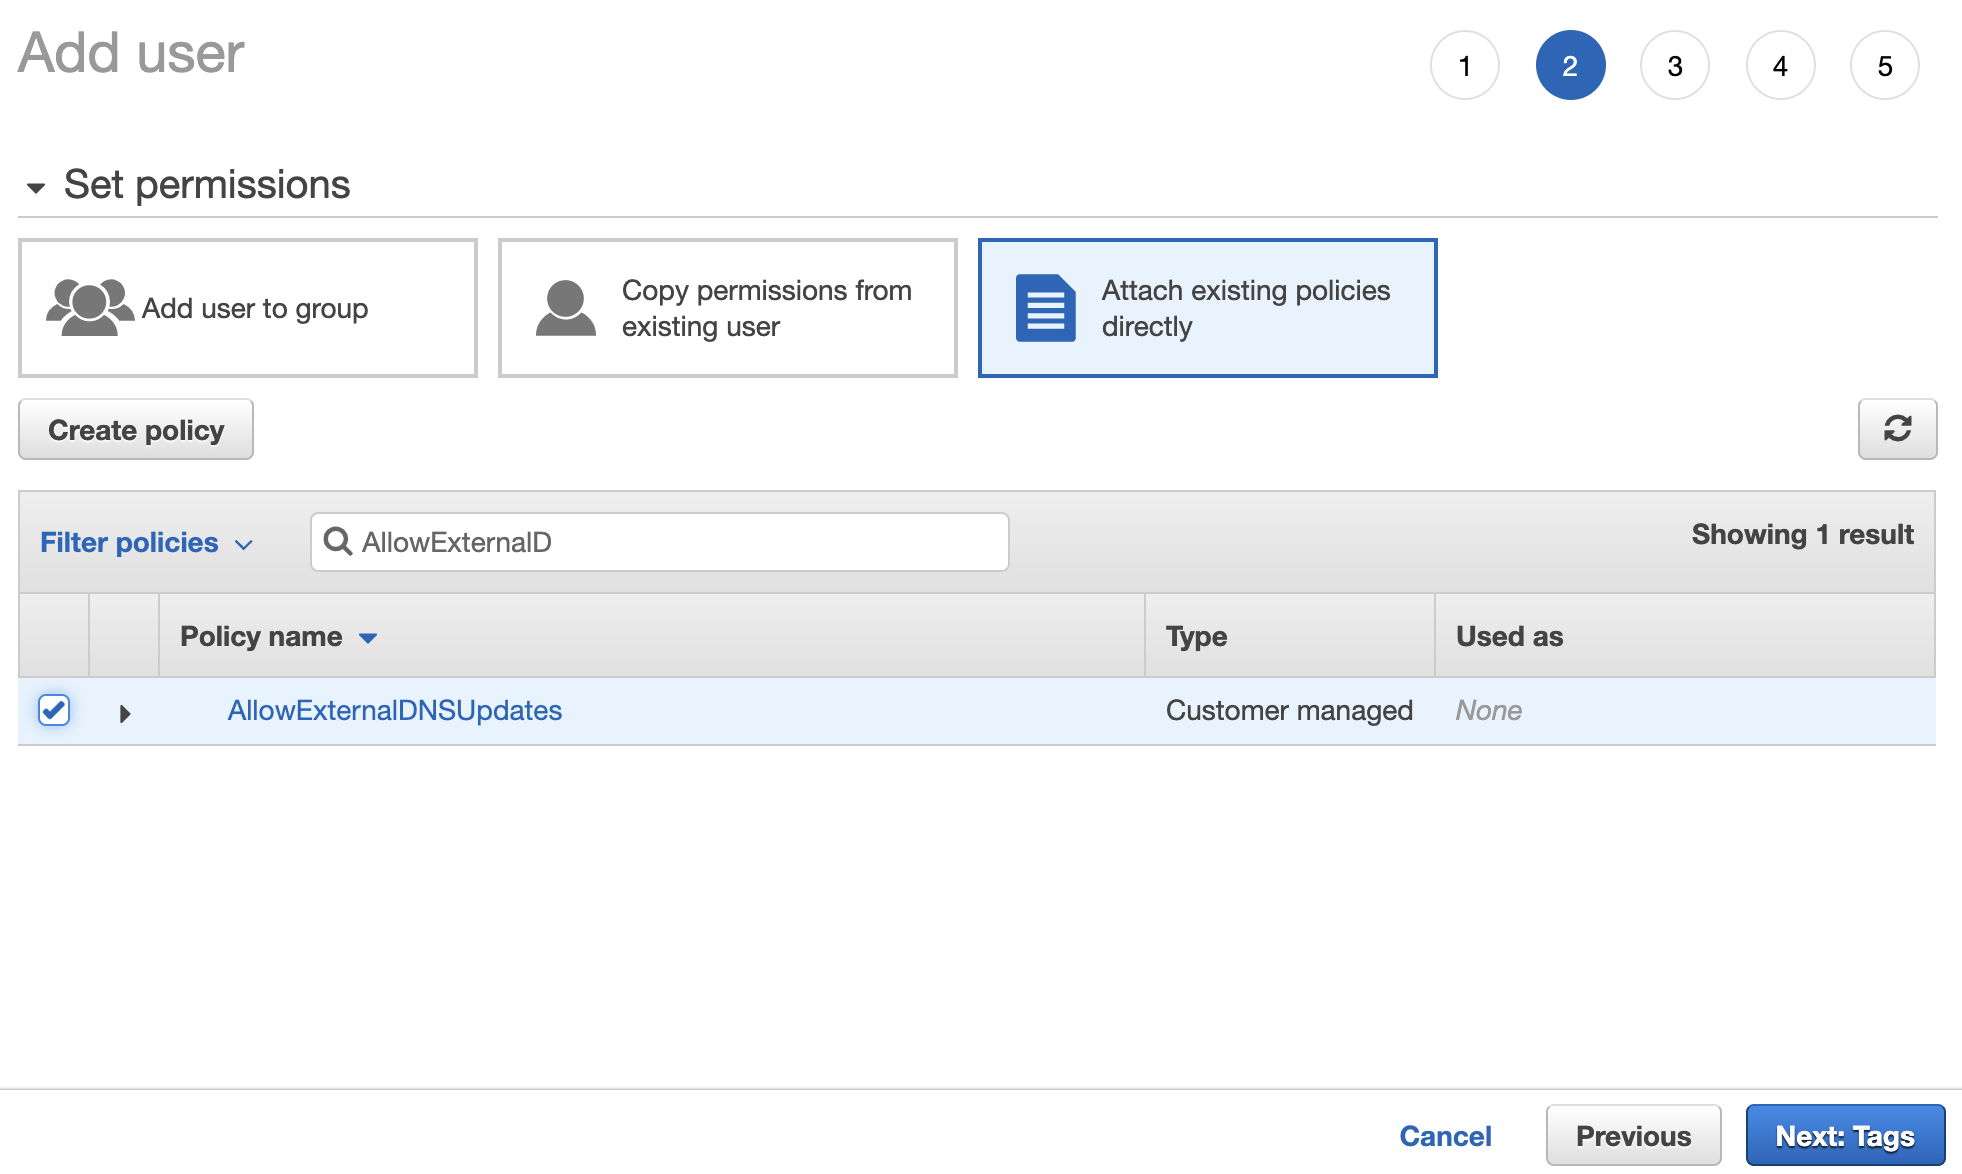 Add user
1 2 3 4 5
Set permissions
Add user to group
Copy permissions from
existing user
Attach existing policies
directly
Create policy
Filter policies
AllowExternalD
Showing 1 result
Policy name Type Used as
AllowExternalDNSUpdates Customer managed None
Cancel Previous Next: Tags